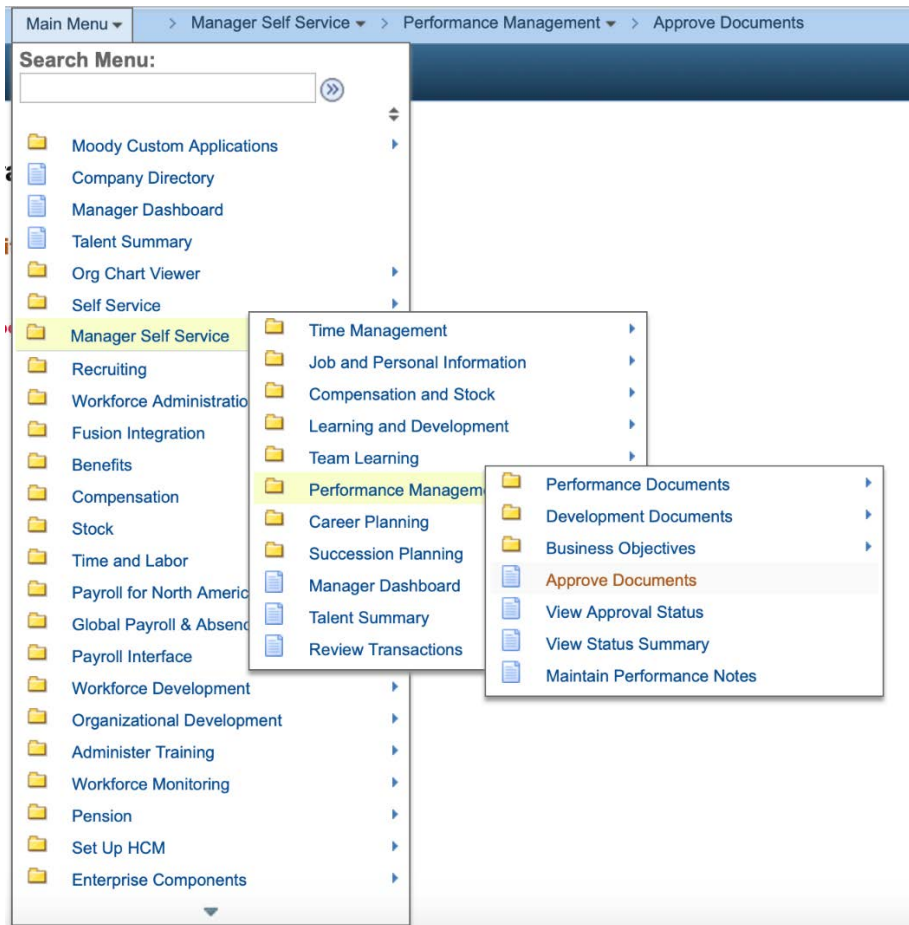 Main Menu > Manager Self Service > Performance Management > Approve Documents
Search Menu:
Moody Custom Applications
Company Directory
Manager Dashboard
Talent Summary
Org Chart Viewer
Self Service
Manager Self Service
Recruiting
Workforce Administratio
Fusion Integration
Benefits
Compensation
Stock
Time and Labor
Payroll for North Americ
Global Payroll & Absenc
Payroll Interface
Workforce Development
Organizational Development
Administer Training
Workforce Monitoring
Pension
Set Up HCM
Enterprise Components
Time Management
Job and Personal Information
Compensation and Stock
Learning and Development
Team Learning
Performance Managem
Career Planning
Succession Planning
Manager Dashboard
Talent Summary
Review Transactions
Performance Documents
Development Documents
Business Objectives
Approve Documents
View Approval Status
View Status Summary
Maintain Performance Notes